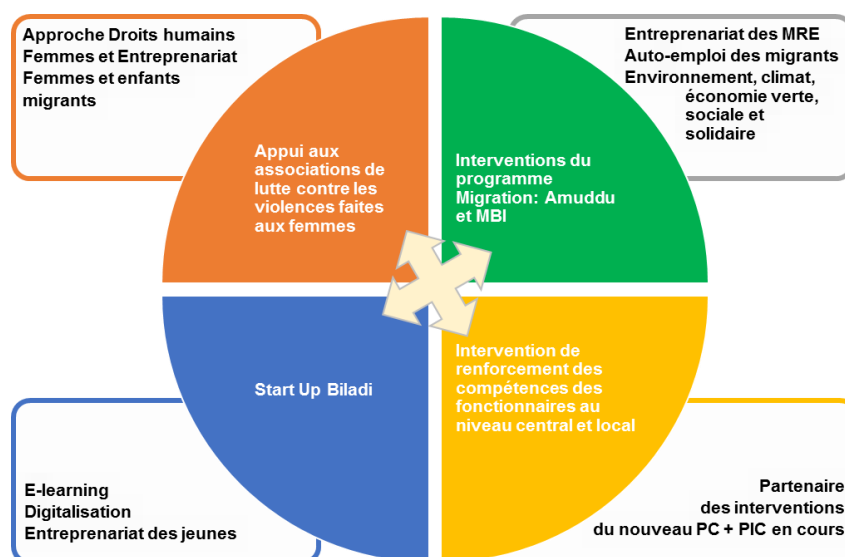 Approche Droits humains
Femmes et Entreprenariat
Femmes et enfants
migrants
Entreprenariat des MRE
Auto-emploi des migrants
Environnement, climat,
économie verte,
sociale et
solidaire
Appui aux
associations de
lutte contre les
violences faites
aux femmes
Interventions du
programme
Migration: Amuddu
et MBI
Start Up Biladi
Intervention de
renforcement des
compétences des
fonctionnaires au
niveau central et local
E-learning
Digitalisation
Entreprenariat des jeunes
Partenaire
des interventions
du nouveau PC + PIC en cours